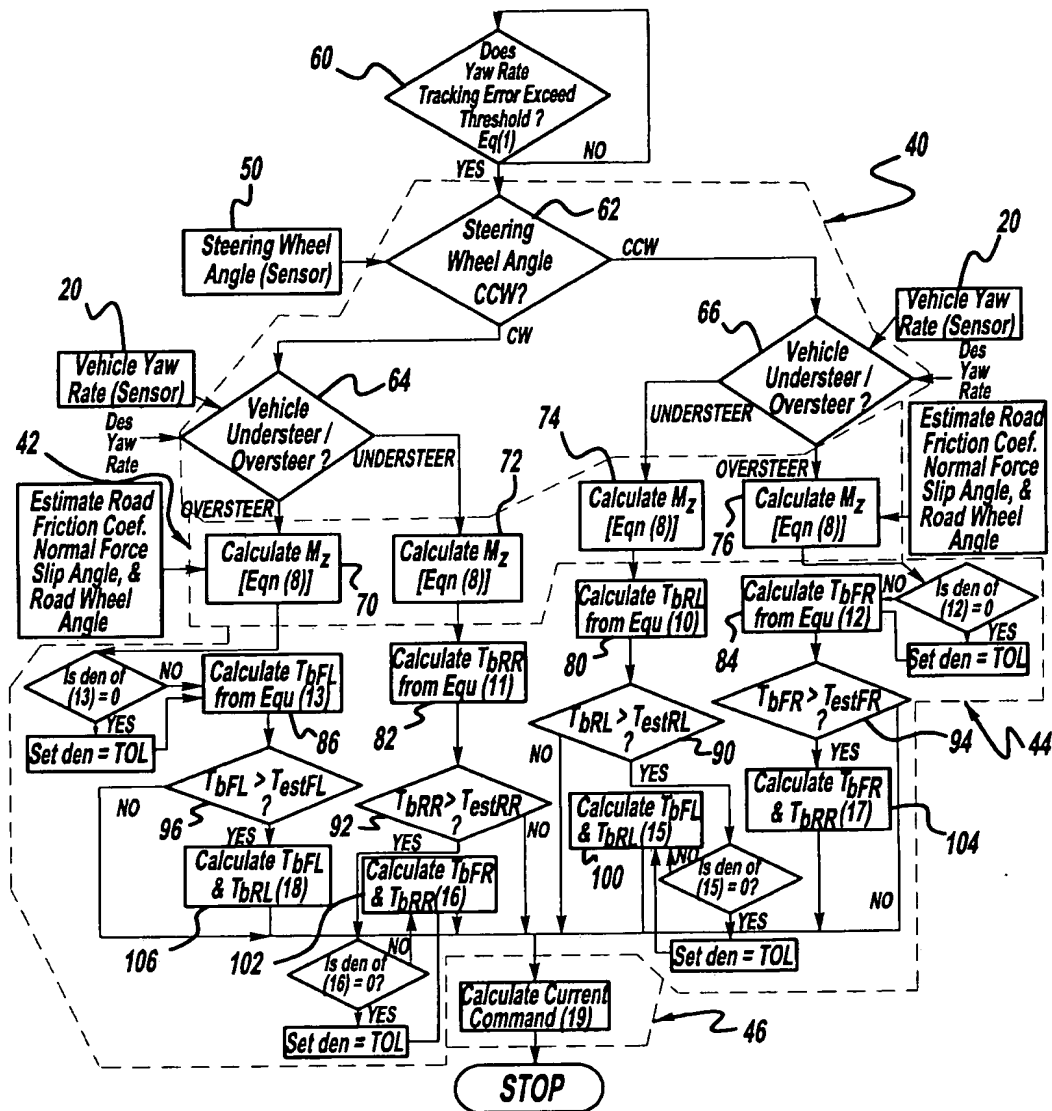 60
Does
Yaw Rate
Tracking Error Exceed
Threshold ?
Eq(1)
NO
YES
40
50
62
Steering Wheel
Angle (Sensor)
Steering
Wheel Angle
CCW?
CCW
CW
20
Vehicle Yaw
Rate (Sensor)
66
Vehicle
Understeer /
Oversteer ?
Des
Yaw
Rate
20
Vehicle Yaw
Rate (Sensor)
64
Vehicle
Understeer /
Oversteer ?
Des
Yaw
Rate
UNDERSTEER
OVERSTEER
UNDERSTEER
OVERSTEER
42
Estimate Road
Friction Coef.
Normal Force
Slip Angle, &
Road Wheel
Angle
Estimate Road
Friction Coef.
Normal Force
Slip Angle, &
Road Wheel
Angle
Calculate Mz
[Eqn (8)]
70
72
Calculate Mz
[Eqn (8)]
74
Calculate Mz
[Eqn (8)]
76
Calculate Mz
[Eqn (8)]
Is den of
(13) = 0
NO
YES
Set den = TOL
Calculate TbFL
from Equ (13)
86
Calculate TbRR
from Equ (11)
82
Calculate TbRL
from Equ (10)
80
Calculate TbFR
from Equ (12)
84
NO
Is den of
(12) = 0
YES
Set den = TOL
TbFL > TestFL
?
96
NO
YES
TbRR > TestRR
?
92
NO
YES
TbRL > TestRL
?
90
NO
YES
TbFR > TestFR
?
94
YES
NO
44
Calculate TbFL
& TbRL (18)
106
Calculate TbFR
& TbRR (16)
102
Calculate TbFL
& TbRL (15)
100
Calculate TbFR
& TbRR (17)
104
Is den of
(16) = 0?
NO
YES
Set den = TOL
Is den of
(15) = 0?
NO
YES
Set den = TOL
Calculate Current
Command (19)
46
STOP